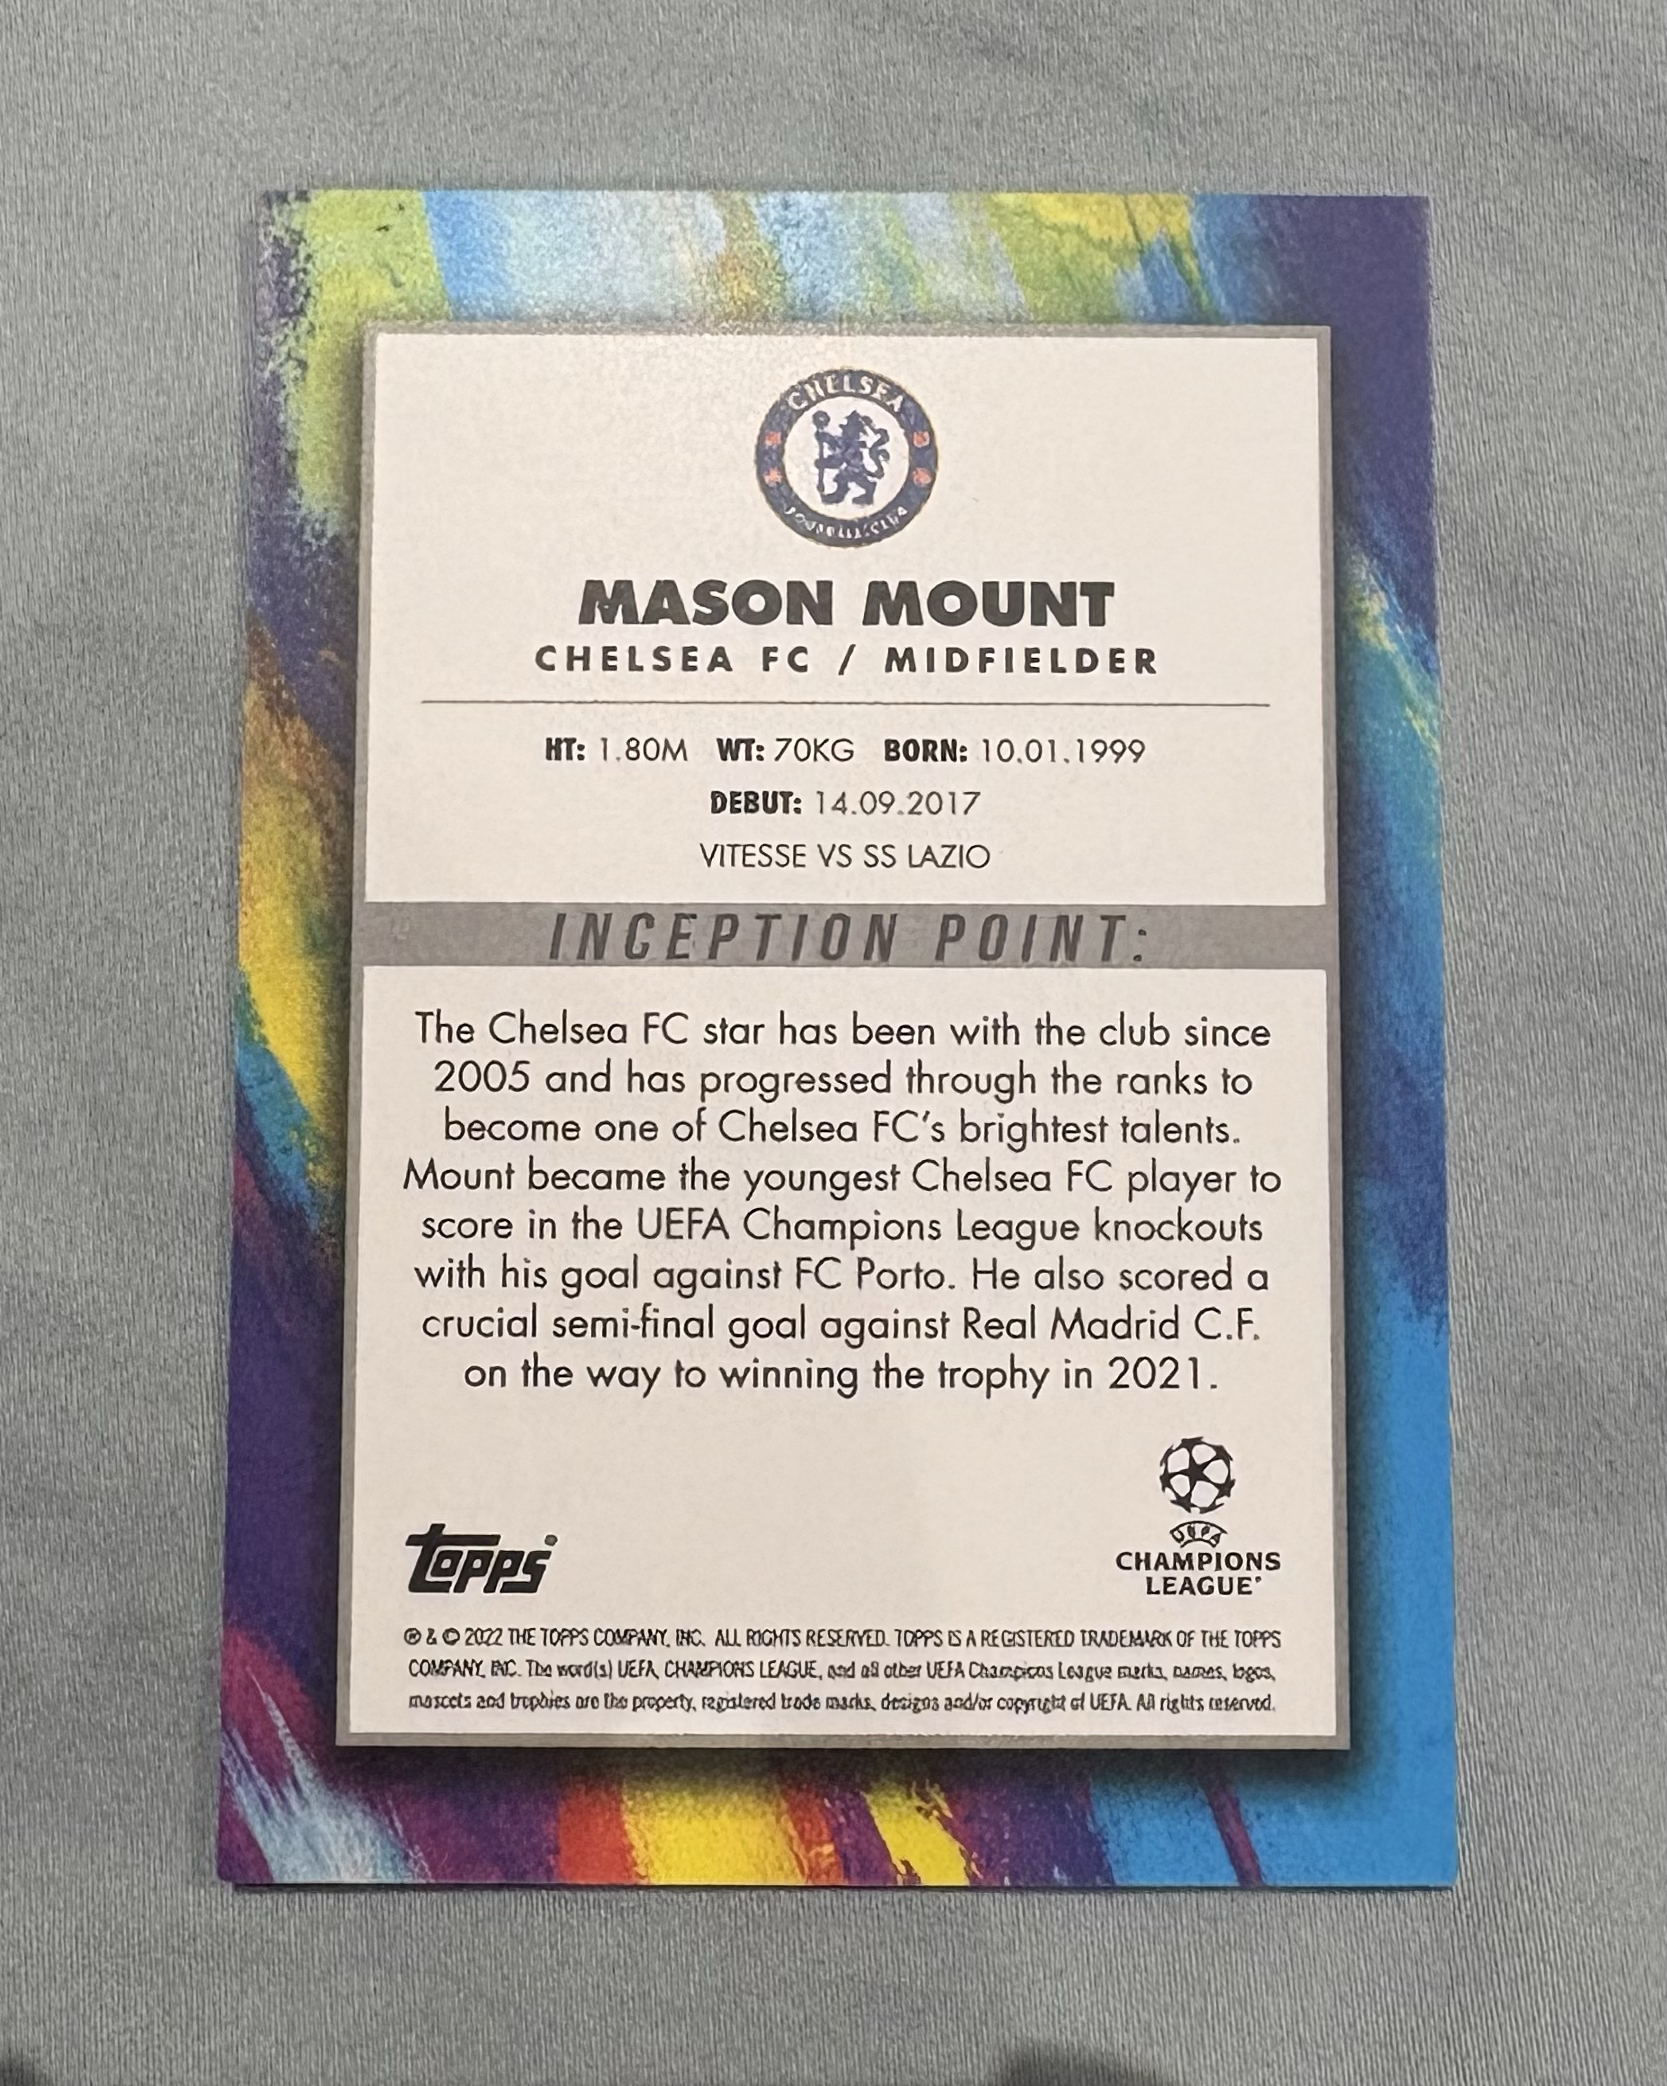 CHELSEA
FOOTBALL CLUB
MASON MOUNT
CHELSEA FC / MIDFIELDER
HT: 1.80M WT: 70KG BORN: 10.01.1999
DEBUT: 14.09.2017
VITESSE VS SS LAZIO
INCEPTION POINT:
The Chelsea FC star has been with the club since
2005 and has progressed through the ranks to
become one of Chelsea FC's brightest talents.
Mount became the youngest Chelsea FC player to
score in the UEFA Champions League knockouts
with his goal against FC Porto. He also scored a
crucial semi-final goal against Real Madrid C.F.
on the way to winning the trophy in 2021.
topps
UEFA
CHAMPIONS
LEAGUE®
® & © 2022 THE TOPPS COMPANY, INC. ALL RIGHTS RESERVED. TOPPS IS A REGISTERED TRADEMARK OF THE TOPPS
COMPANY, INC. The word(s) UEFA, CHAMPIONS LEAGUE, and all other UEFA Champions League marks, names, logos,
mascots and trophies are the property, registered trade marks, designs and/or copyright of UEFA. All rights reserved.